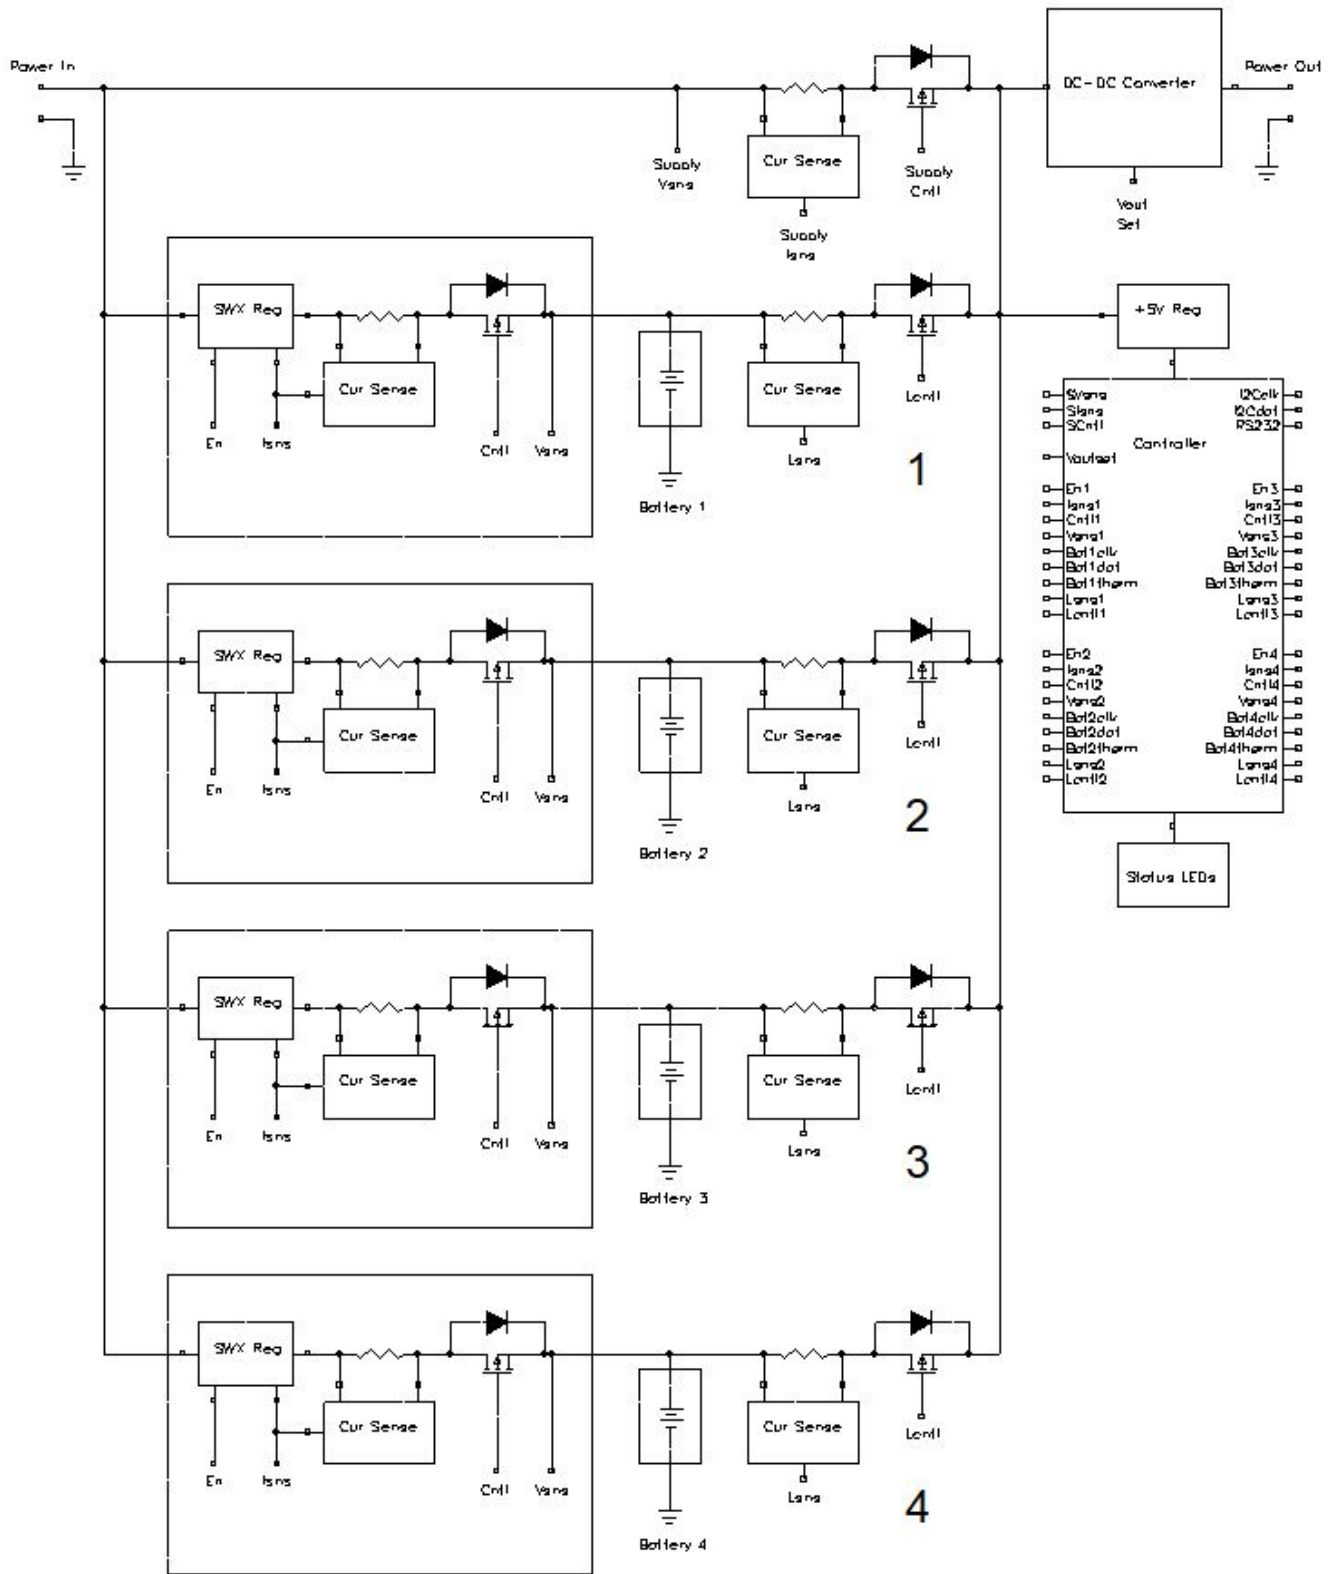 Power In
DC-DC Converter
Power Out
Supply
Vsns
Cur Sense
Supply
Cntl
Supply
Isns
Vout
Set
SWX Reg
Cur Sense
En
Isns
Cntl
Vsns
Battery 1
Cur Sense
Lsns
Lcntl
1
+5V Reg
SVsns
SIsns
SCntl
Voutset
Controller
I2Cclk
I2Cdat
RS232
En1
Isns1
Cntl1
Vsns1
Bat1clk
Bat1dat
Bat1therm
Lsns1
Lcntl1
En3
Isns3
Cntl3
Vsns3
Bat3clk
Bat3dat
Bat3therm
Lsns3
Lcntl3
En2
Isns2
Cntl2
Vsns2
Bat2clk
Bat2dat
Bat2therm
Lsns2
Lcntl2
En4
Isns4
Cntl4
Vsns4
Bat4clk
Bat4dat
Bat4therm
Lsns4
Lcntl4
Status LEDs
SWX Reg
Cur Sense
En
Isns
Cntl
Vsns
Battery 2
Cur Sense
Lsns
Lcntl
2
SWX Reg
Cur Sense
En
Isns
Cntl
Vsns
Battery 3
Cur Sense
Lsns
Lcntl
3
SWX Reg
Cur Sense
En
Isns
Cntl
Vsns
Battery 4
Cur Sense
Lsns
Lcntl
4